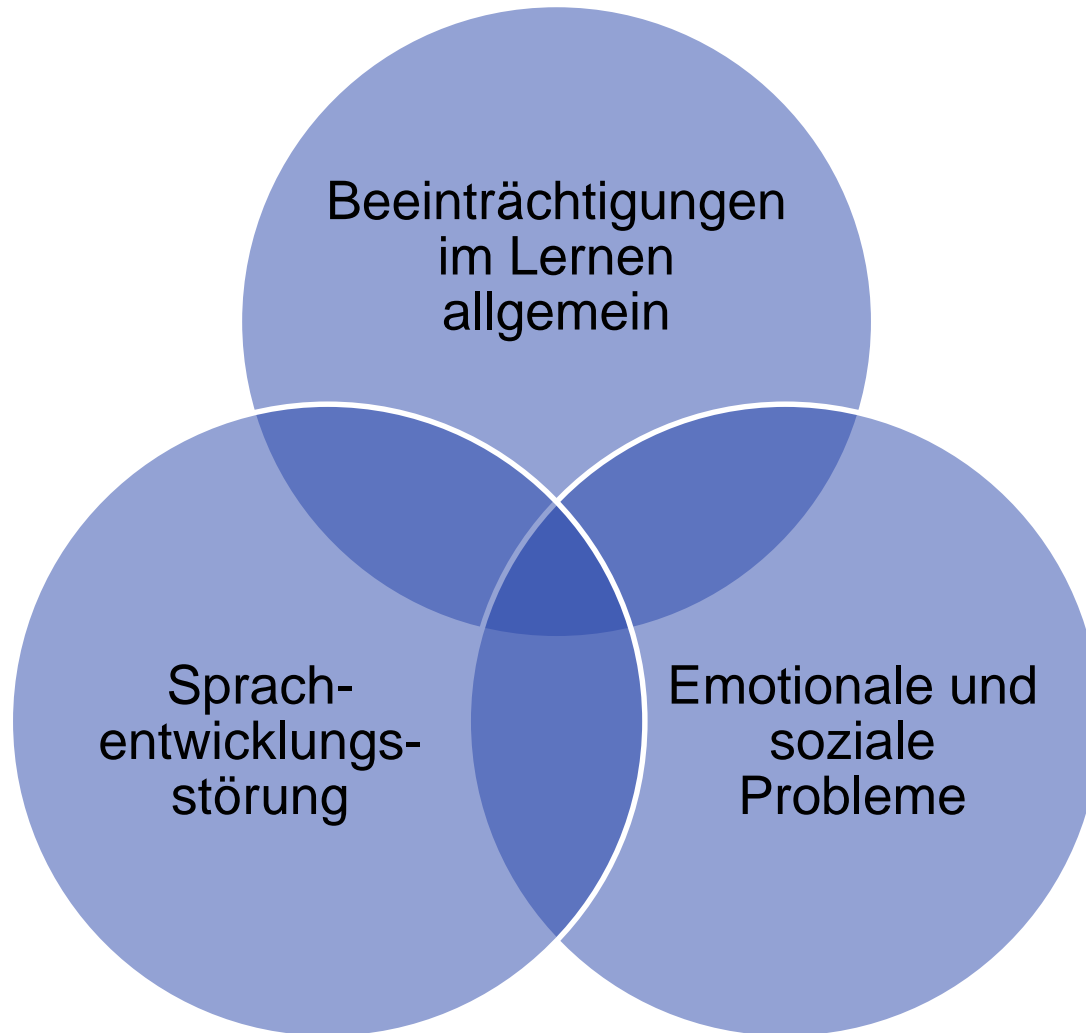 Beeinträchtigungen
im Lernen
allgemein
Sprach-
entwicklungs-
störung
Emotionale und
soziale
Probleme